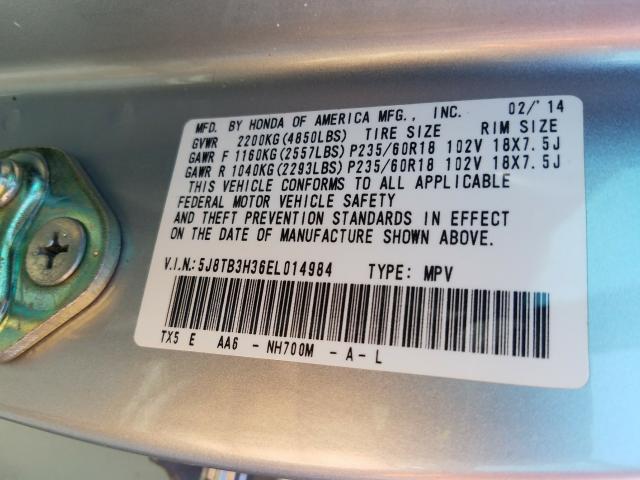 MFD. BY HONDA OF AMERICA MFG., INC. 02/'14
GVWR 2200KG(4850LBS) TIRE SIZE RIM SIZE
GAWR F 1160KG(2557LBS)P235/60R18 102V 18X7.5J
GAWR R 1040KG(2293LBS)P235/60R18 102V 18X7.5J
THIS VEHICLE CONFORMS TO ALL APPLICABLE
FEDERAL MOTOR VEHICLE SAFETY
AND THEFT PREVENTION STANDARDS IN EFFECT
ON THE DATE OF MANUFACTURE SHOWN ABOVE.
V.I.N.:5J8TB3H36EL014984 TYPE: MPV
TX5 E AA6 - NH700M - A - L